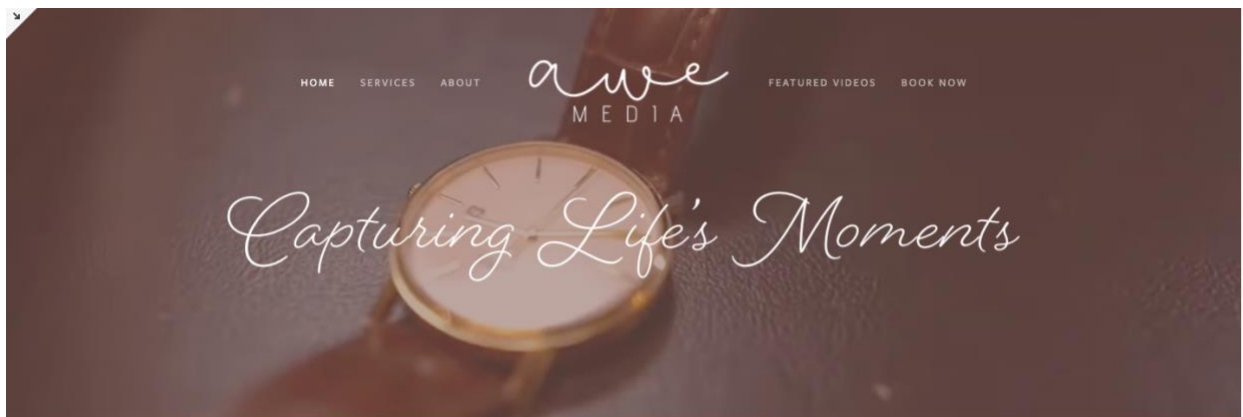 HOME SERVICES ABOUT awe MEDIA FEATURED VIDEOS BOOK NOW
Capturing Life's Moments